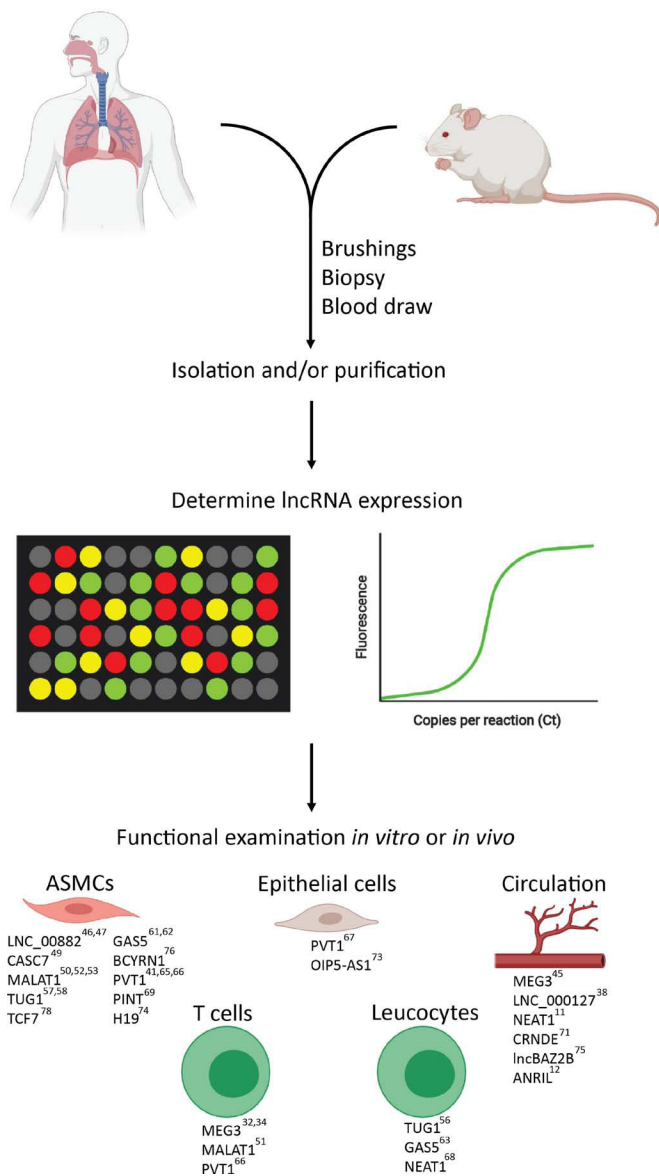 Brushings
Biopsy
Blood draw
Isolation and/or purification
Determine lncRNA expression
Fluorescence
Copies per reaction (Ct)
Functional examination in vitro or in vivo
ASMCs
LNC_00882 46,47
CASC7 49
MALAT1 50,52,53
TUG1 57,58
TCF7 78
GAS5 61,62
BCYRN1 76
PVT1 41,65,66
PINT 69
H19 74
Epithelial cells
PVT1 67
OIP5-AS1 73
Circulation
MEG3 45
LNC_000127 38
NEAT1 11
CRNDE 71
lncBAZ2B 75
ANRIL 12
T cells
MEG3 32,34
MALAT1 51
PVT1 66
Leucocytes
TUG1 56
GAS5 63
NEAT1 68